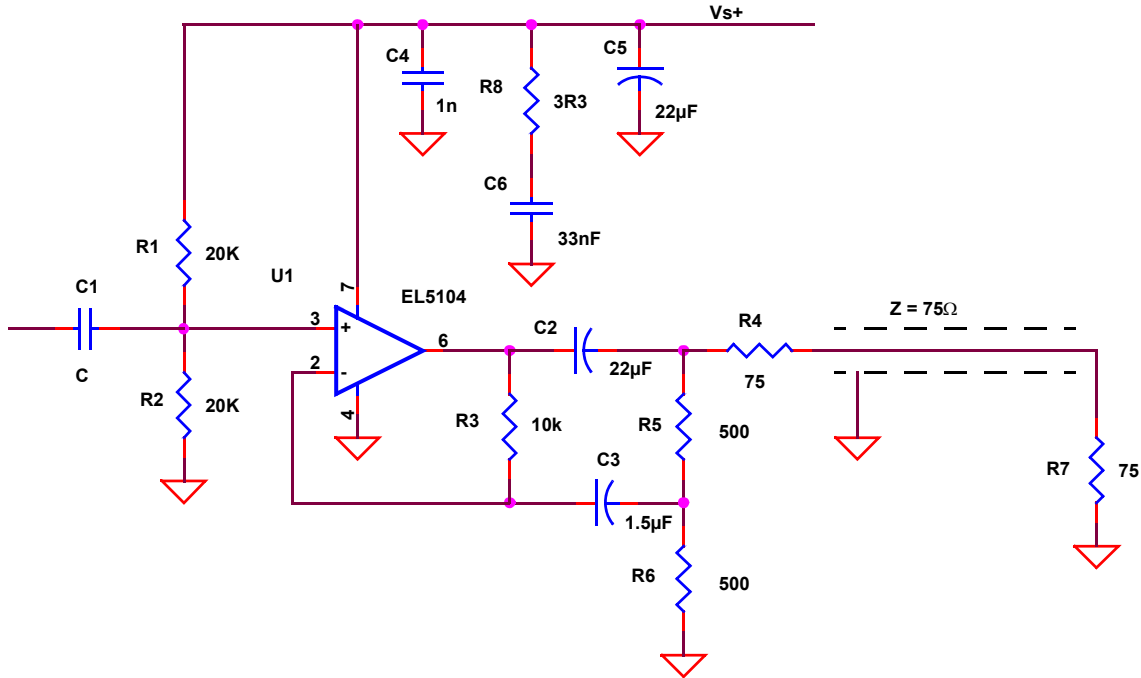 Vs+
C4
1n
R8
3R3
C5
22µF
C6
33nF
R1
20K
U1
C1
C
7
EL5104
3
+
2
-
6
4
R2
20K
C2
22µF
R4
75
Z = 75Ω
R3
10k
R5
500
C3
1.5µF
R7
75
R6
500